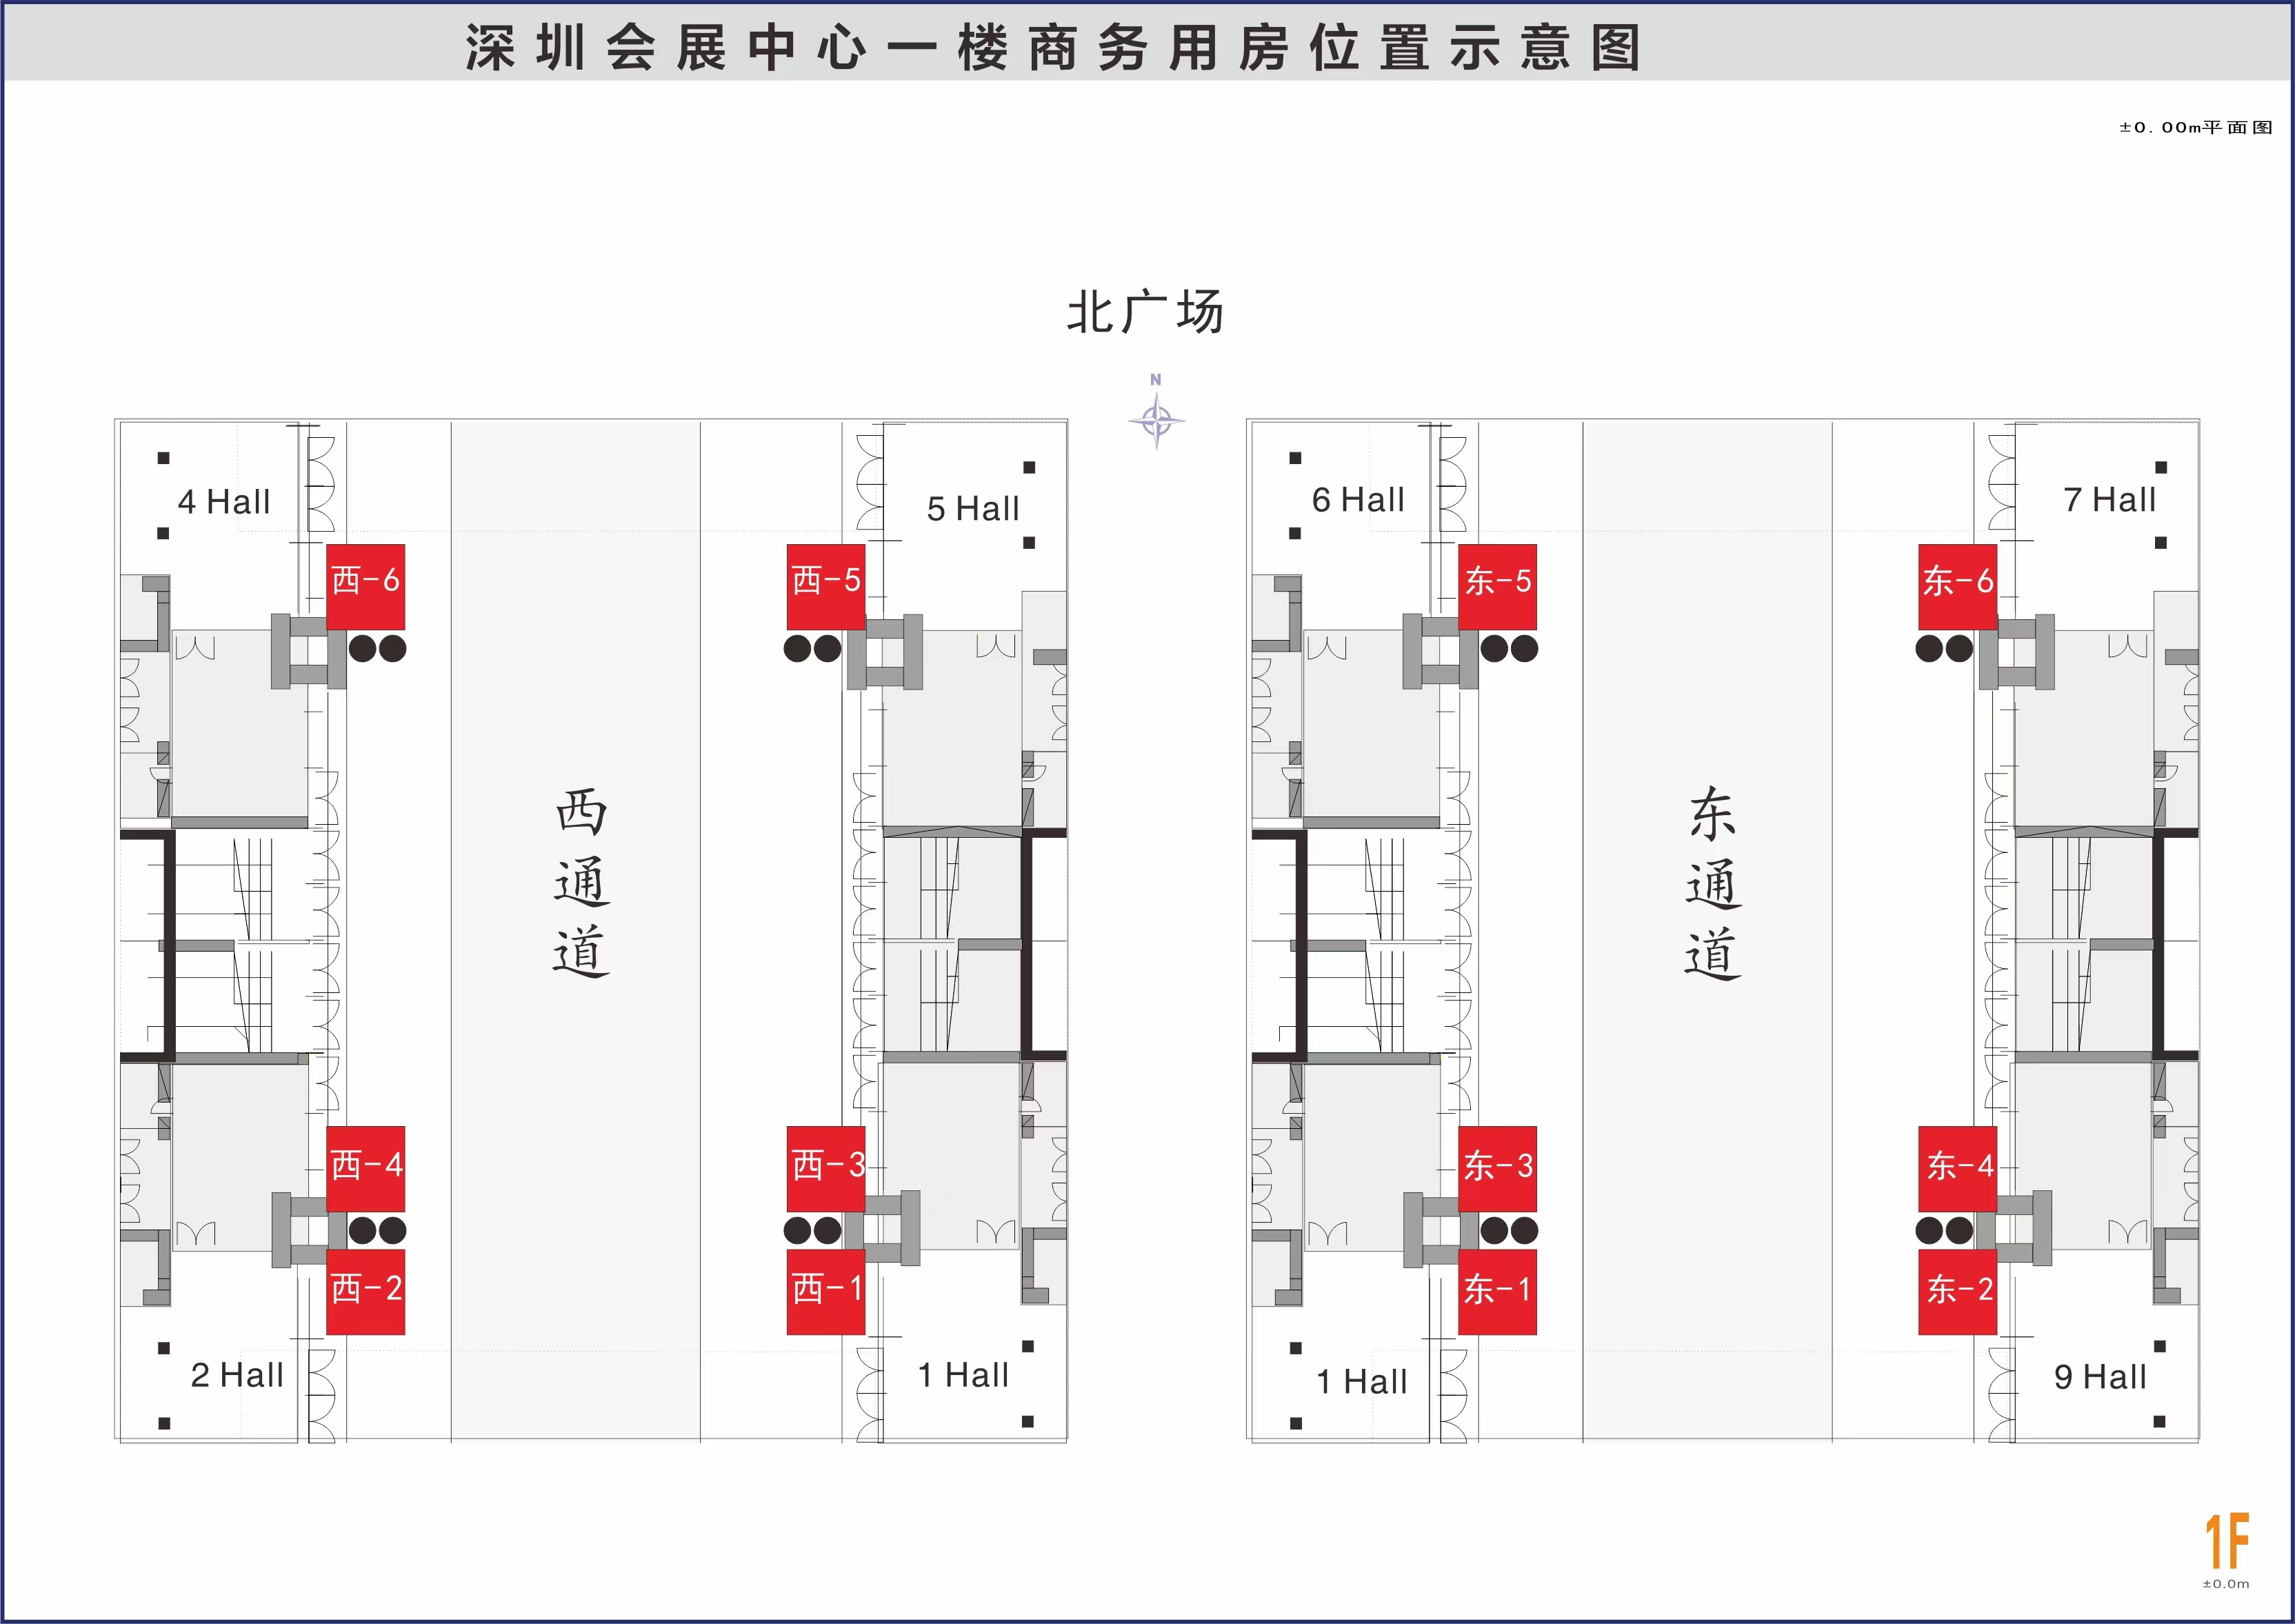 深圳会展中心一楼商务用房位置示意图
±0.00m平面图
北广场
N
4 Hall
5 Hall
6 Hall
7 Hall
西-6
西-5
东-5
东-6
西通道
东通道
西-4
西-3
东-3
东-4
西-2
西-1
东-1
东-2
2 Hall
1 Hall
1 Hall
9 Hall
1F
±0.0m